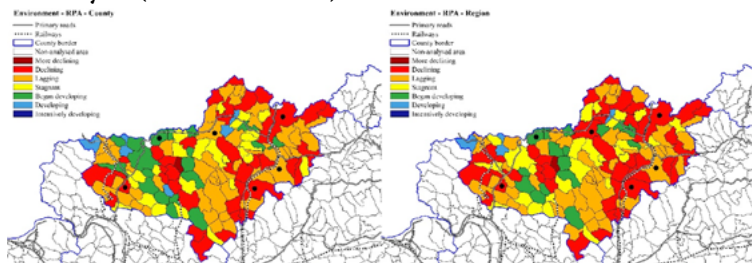 Environment - RPA - County
Primary roads
Railways
County border
Non-analysed area
More declining
Declining
Lagging
Stagnant
Began developing
Developing
Intensively developing
Environment - RPA - Region
Primary roads
Railways
County border
Non-analysed area
More declining
Declining
Lagging
Stagnant
Began developing
Developing
Intensively developing